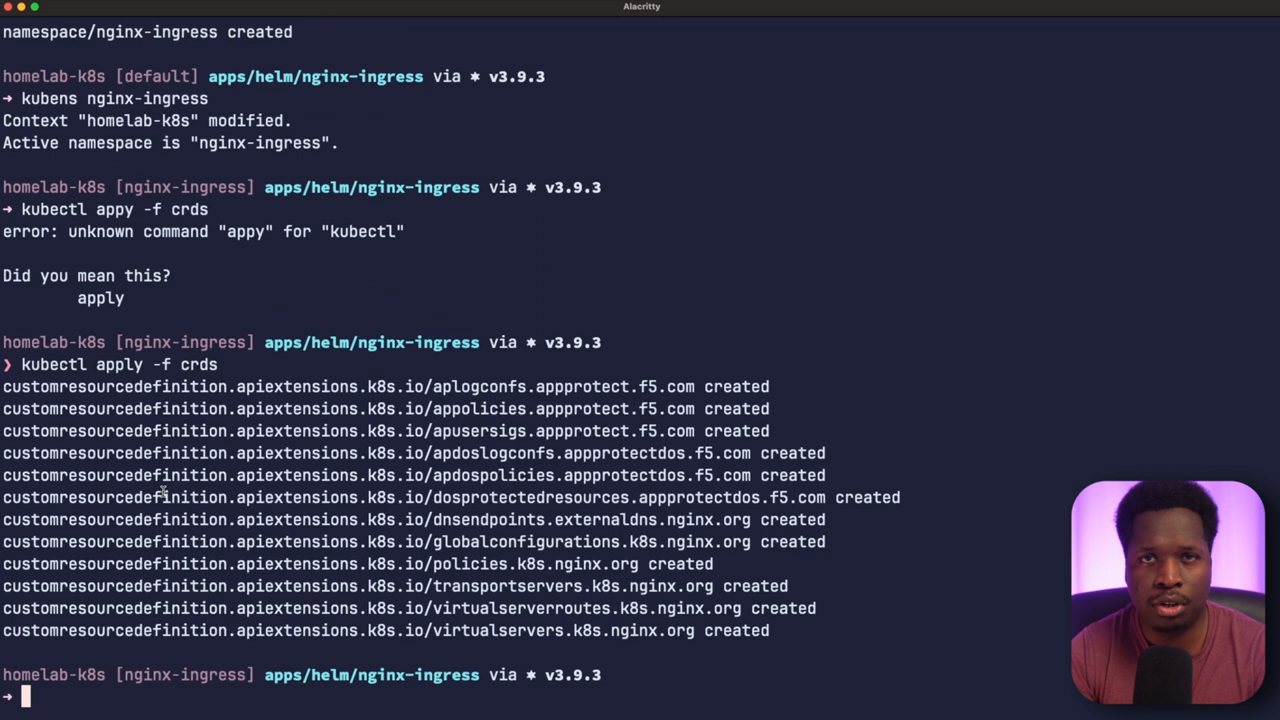 Alacritty
namespace/nginx-ingress created
homelab-k8s [default] apps/helm/nginx-ingress via ⎈ v3.9.3
➜ kubens nginx-ingress
Context "homelab-k8s" modified.
Active namespace is "nginx-ingress".
homelab-k8s [nginx-ingress] apps/helm/nginx-ingress via ⎈ v3.9.3
➜ kubectl appy -f crds
error: unknown command "appy" for "kubectl"
Did you mean this?
apply
homelab-k8s [nginx-ingress] apps/helm/nginx-ingress via ⎈ v3.9.3
❯ kubectl apply -f crds
customresourcedefinition.apiextensions.k8s.io/aplogconfs.appprotect.f5.com created
customresourcedefinition.apiextensions.k8s.io/appolicies.appprotect.f5.com created
customresourcedefinition.apiextensions.k8s.io/apusersigs.appprotect.f5.com created
customresourcedefinition.apiextensions.k8s.io/apdoslogconfs.appprotectdos.f5.com created
customresourcedefinition.apiextensions.k8s.io/apdospolicies.appprotectdos.f5.com created
customresourcedefinition.apiextensions.k8s.io/dosprotectedresources.appprotectdos.f5.com created
customresourcedefinition.apiextensions.k8s.io/dnsendpoints.externaldns.nginx.org created
customresourcedefinition.apiextensions.k8s.io/globalconfigurations.k8s.nginx.org created
customresourcedefinition.apiextensions.k8s.io/policies.k8s.nginx.org created
customresourcedefinition.apiextensions.k8s.io/transportservers.k8s.nginx.org created
customresourcedefinition.apiextensions.k8s.io/virtualserverroutes.k8s.nginx.org created
customresourcedefinition.apiextensions.k8s.io/virtualservers.k8s.nginx.org created
homelab-k8s [nginx-ingress] apps/helm/nginx-ingress via ⎈ v3.9.3
➜